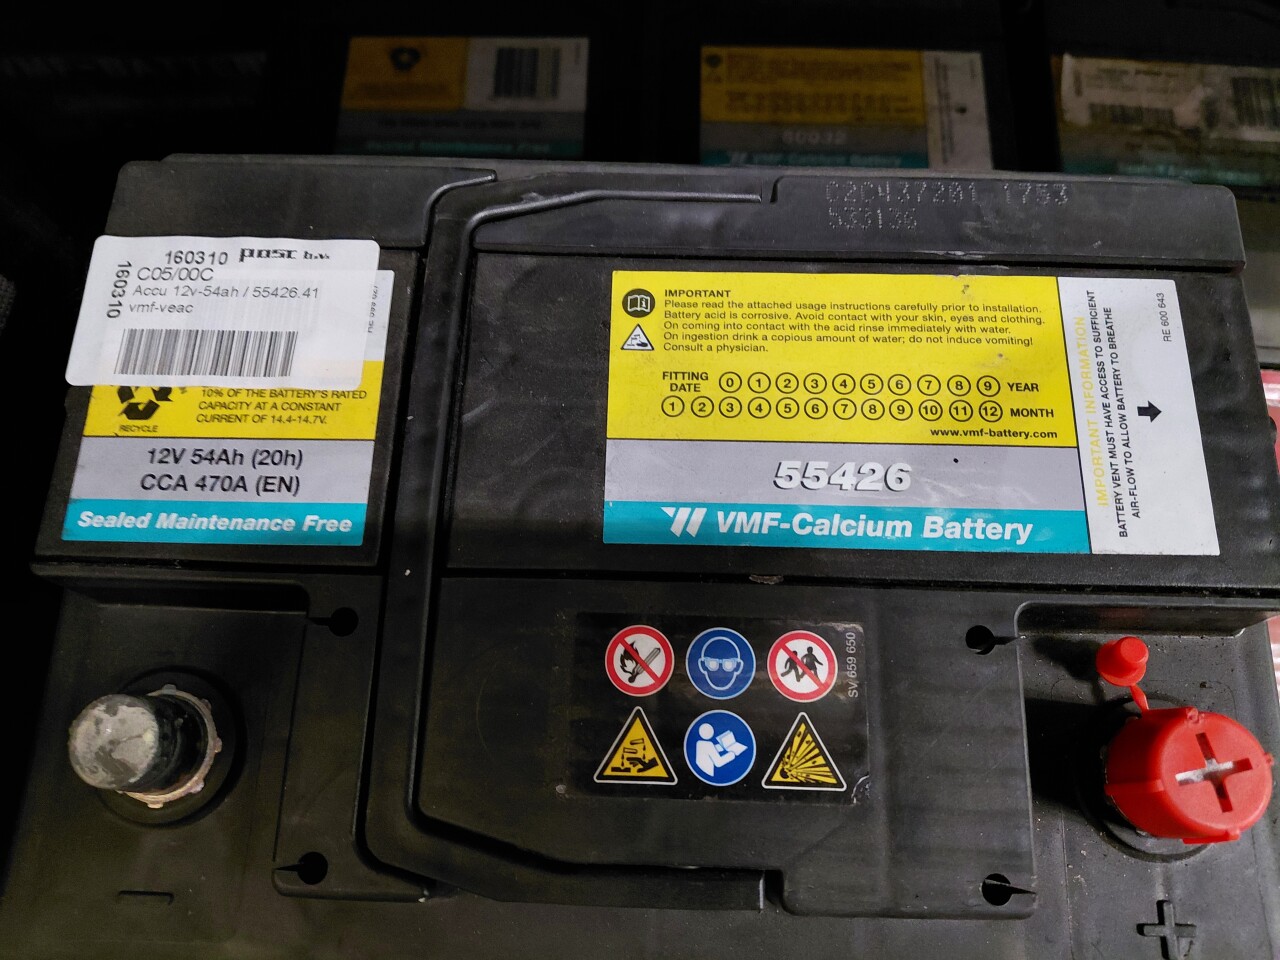 C2C437201 1753
533136
160310 post b.v.
160310
C05/00C
Accu 12v-54ah / 55426.41
vmf-veac
10% OF THE BATTERY'S RATED
CAPACITY AT A CONSTANT
CURRENT OF 14.4-14.7V.
RECYCLE
12V 54Ah (20h)
CCA 470A (EN)
Sealed Maintenance Free
IMPORTANT
Please read the attached usage instructions carefully prior to installation.
Battery acid is corrosive. Avoid contact with your skin, eyes and clothing.
On coming into contact with the acid rinse immediately with water.
On ingestion drink a copious amount of water; do not induce vomiting!
Consult a physician.
FITTING
DATE
0 1 2 3 4 5 6 7 8 9 YEAR
1 2 3 4 5 6 7 8 9 10 11 12 MONTH
www.vmf-battery.com
55426
VMF-Calcium Battery
IMPORTANT INFORMATION
BATTERY VENT MUST HAVE ACCESS TO SUFFICIENT
AIR-FLOW TO ALLOW BATTERY TO BREATHE
RE 600 643
SV 659 650
Sealed Maintenance Free
VMF-Calcium Battery